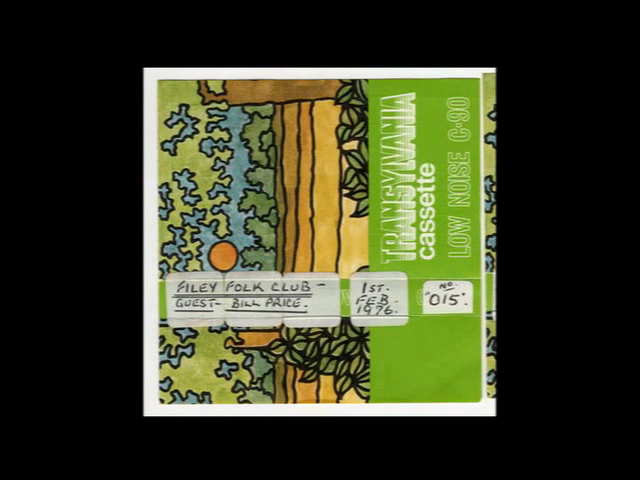 TRANSYLVANIA
cassette
LOW NOISE C-90
FILEY FOLK CLUB -
GUEST- BILL PRICE.
1ST.
FEB-
1976.
NO.
"015".